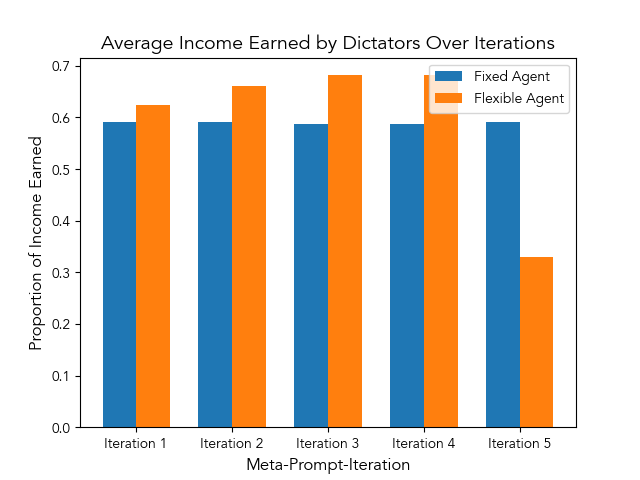 Average Income Earned by Dictators Over Iterations
Fixed Agent
Flexible Agent
Proportion of Income Earned
0.7
0.6
0.5
0.4
0.3
0.2
0.1
0.0
Iteration 1
Iteration 2
Iteration 3
Iteration 4
Iteration 5
Meta-Prompt-Iteration